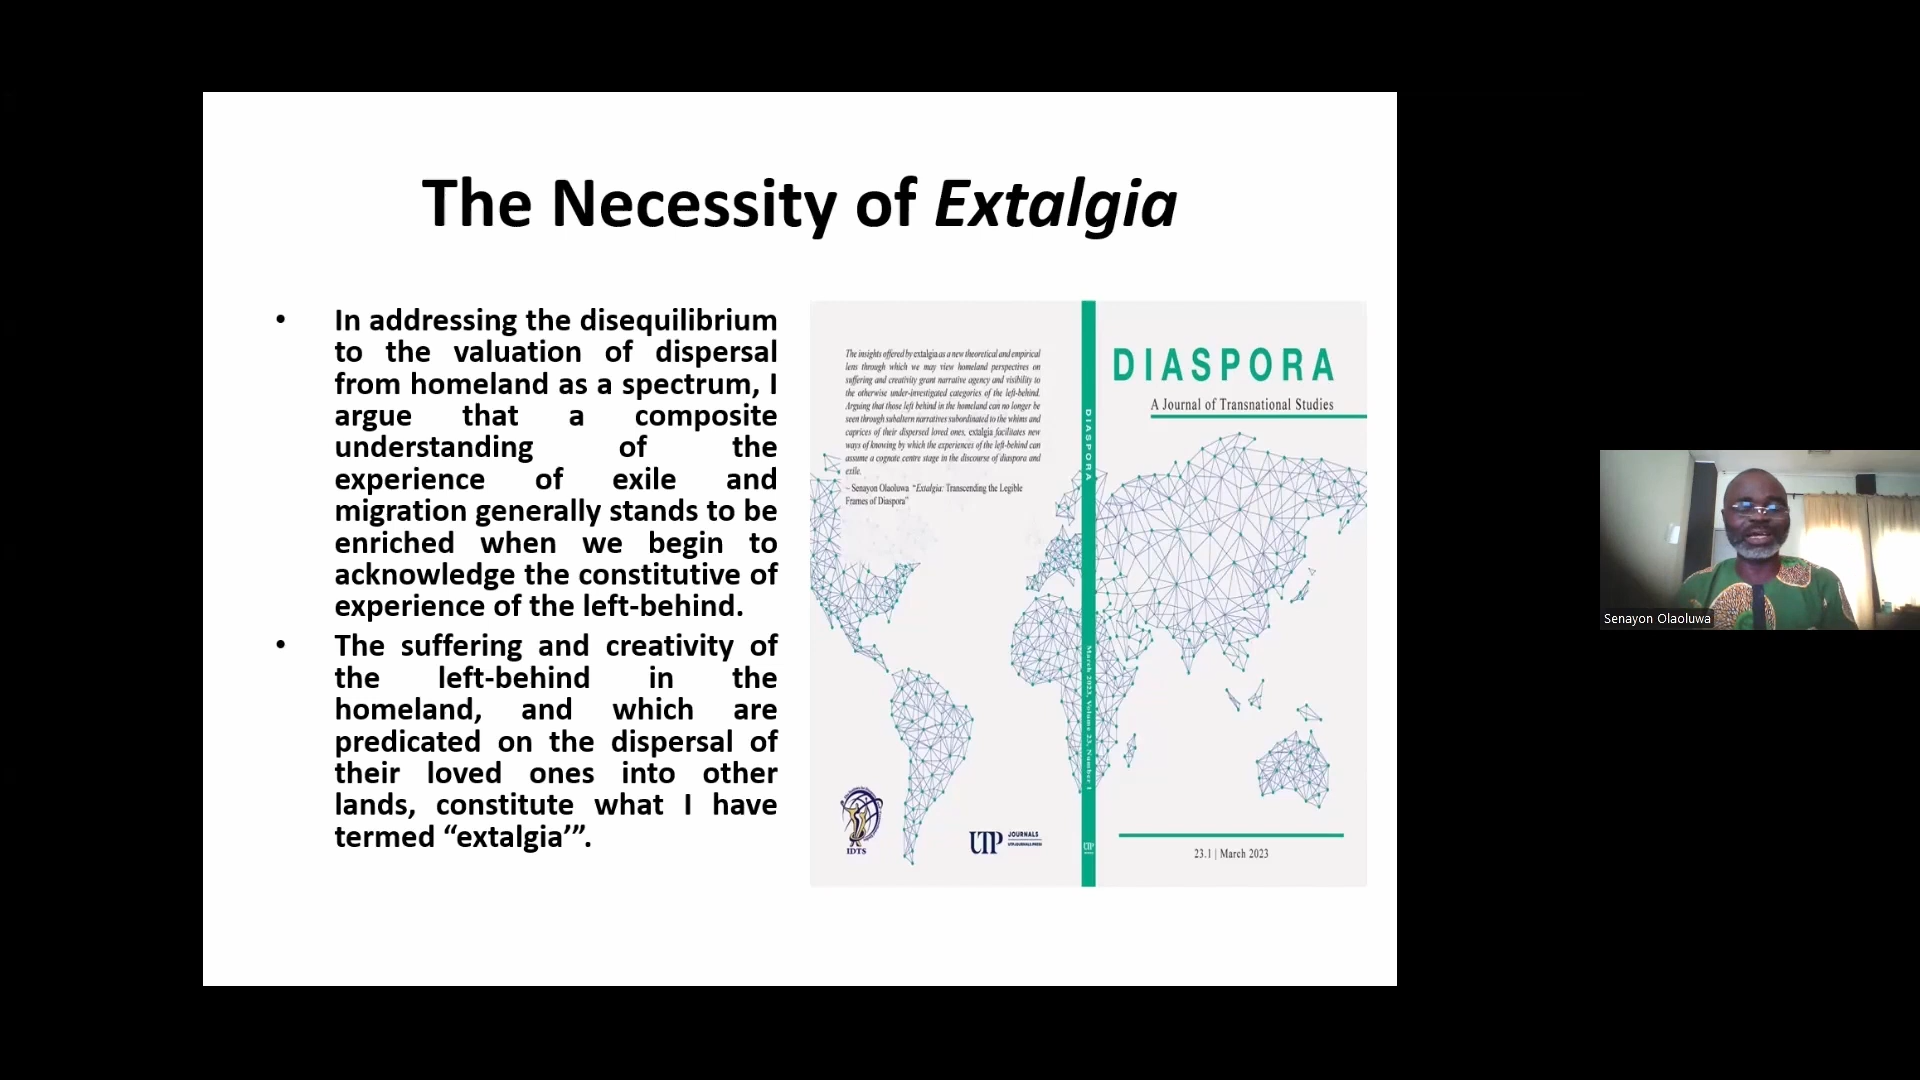 The Necessity of Extalgia
• In addressing the disequilibrium
to the valuation of dispersal
from homeland as a spectrum, I
argue that a composite
understanding of the
experience of exile and
migration generally stands to be
enriched when we begin to
acknowledge the constitutive of
experience of the left-behind.
• The suffering and creativity of
the left-behind in the
homeland, and which are
predicated on the dispersal of
their loved ones into other
lands, constitute what I have
termed “extalgia’”.
The insights offered by extalgia as a new theoretical and empirical
lens through which we may view homeland perspectives on
suffering and creativity grant narrative agency and visibility to
the otherwise under-investigated categories of the left-behind.
Arguing that those left behind in the homeland can no longer be
seen through subaltern narratives subordinated to the whims and
caprices of their dispersed loved ones, extalgia facilitates new
ways of knowing by which the experiences of the left-behind can
assume a cognate centre stage in the discourse of diaspora and
exile.
~ Senayon Olaoluwa “Extalgia: Transcending the Legible
Frames of Diaspora”
IDTS
UTP JOURNALS
DIASPORA
March 2023, Volume 23, Number 1
UTP
DIASPORA
A Journal of Transnational Studies
23.1 | March 2023
Senayon Olaoluwa